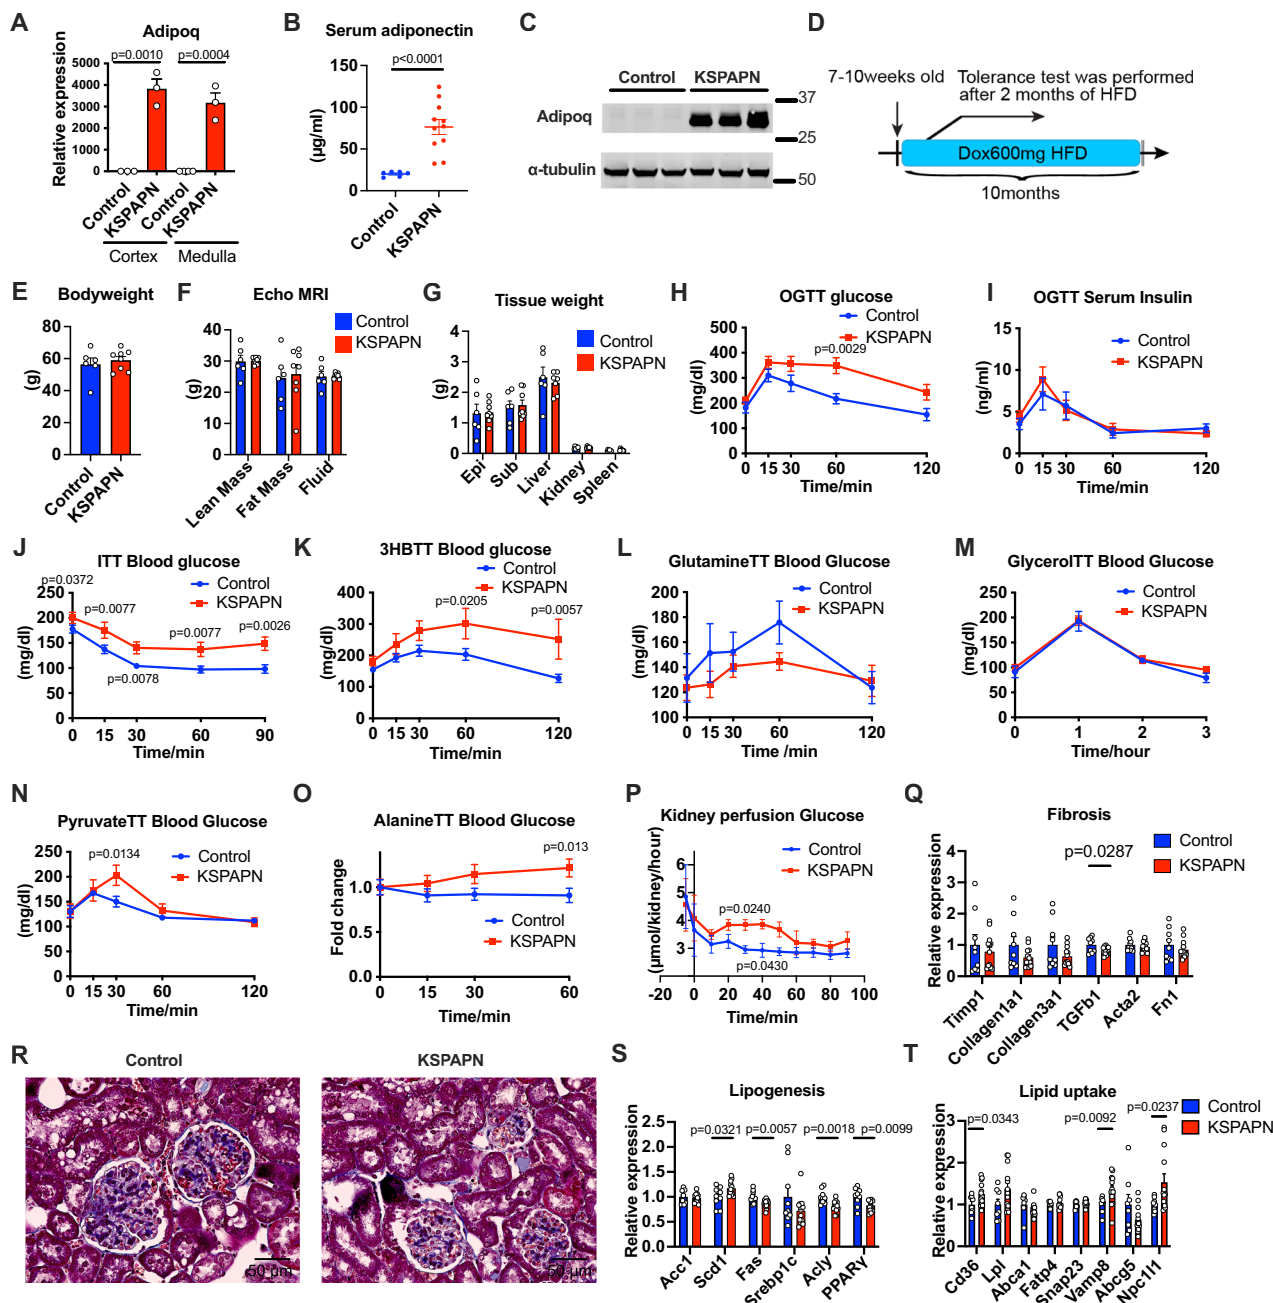 A
Adipoq
p=0.0010 p=0.0004
Relative expression
5000
4000
3000
2000
1000
0
Control
KSPAPN
Control
KSPAPN
Cortex Medulla
B
Serum adiponectin
p<0.0001
(µg/ml)
150
100
50
0
Control
KSPAPN
C
Control KSPAPN
Adipoq
α-tubulin
37
25
50
D
7-10weeks old
Tolerance test was performed
after 2 months of HFD
Dox600mg HFD
10months
E
Bodyweight
(g)
80
60
40
20
0
Control
KSPAPN
F
Echo MRI
Control
KSPAPN
(g)
40
30
20
10
0
Lean Mass
Fat Mass
Fluid
G
Tissue weight
Control
KSPAPN
(g)
4
3
2
1
0
Epi
Sub
Liver
Kidney
Spleen
H
OGTT glucose
Control
KSPAPN
p=0.0029
(mg/dl)
500
400
300
200
100
0
0 15 30 60 120
Time/min
I
OGTT Serum Insulin
Control
KSPAPN
(ng/ml)
15
10
5
0
0 15 30 60 120
Time/min
J
ITT Blood glucose
Control
KSPAPN
p=0.0372
p=0.0077
p=0.0077
p=0.0026
p=0.0078
(mg/dl)
250
200
150
100
50
0
0 15 30 60 90
Time/min
K
3HBTT Blood glucose
Control
KSPAPN
p=0.0205
p=0.0057
(mg/dl)
400
300
200
100
0
0 15 30 60 120
Time/min
L
GlutamineTT Blood Glucose
Control
KSPAPN
(mg/dl)
200
180
160
140
120
100
0 15 30 60 120
Time /min
M
GlycerolTT Blood Glucose
Control
KSPAPN
(mg/dl)
250
200
150
100
50
0
0 1 2 3
Time/hour
N
PyruvateTT Blood Glucose
Control
KSPAPN
p=0.0134
(mg/dl)
250
200
150
100
50
0
0 15 30 60 120
Time/min
O
AlanineTT Blood Glucose
p=0.013
Control
KSPAPN
Fold change
1.0
0.5
0.0
0 15 30 60
Time/min
P
Kidney perfusion Glucose
Control
KSPAPN
p=0.0240
p=0.0430
(µmol/kidney/hour)
6
5
4
3
-20 0 20 40 60 80 100
Time/min
Q
Fibrosis
Control
KSPAPN
p=0.0287
Relative expression
4
3
2
1
0
Timp1
Collagen1a1
Collagen3a1
TGFb1
Acta2
Fn1
R
Control KSPAPN
50 µm
50 µm
S
Lipogenesis
p=0.0321 p=0.0057 p=0.0018 p=0.0099
Relative expression
2.5
2.0
1.5
1.0
0.5
0.0
Acc1
Scd1
Fas
Srebp1c
Acly
PPARγ
T
Lipid uptake
Control
KSPAPN
p=0.0343
p=0.0092
p=0.0237
Relative expression
3
2
1
0
Cd36
Lpl
Abca1
Fatp4
Snap23
Vamp8
Abcg5
Npc1l1